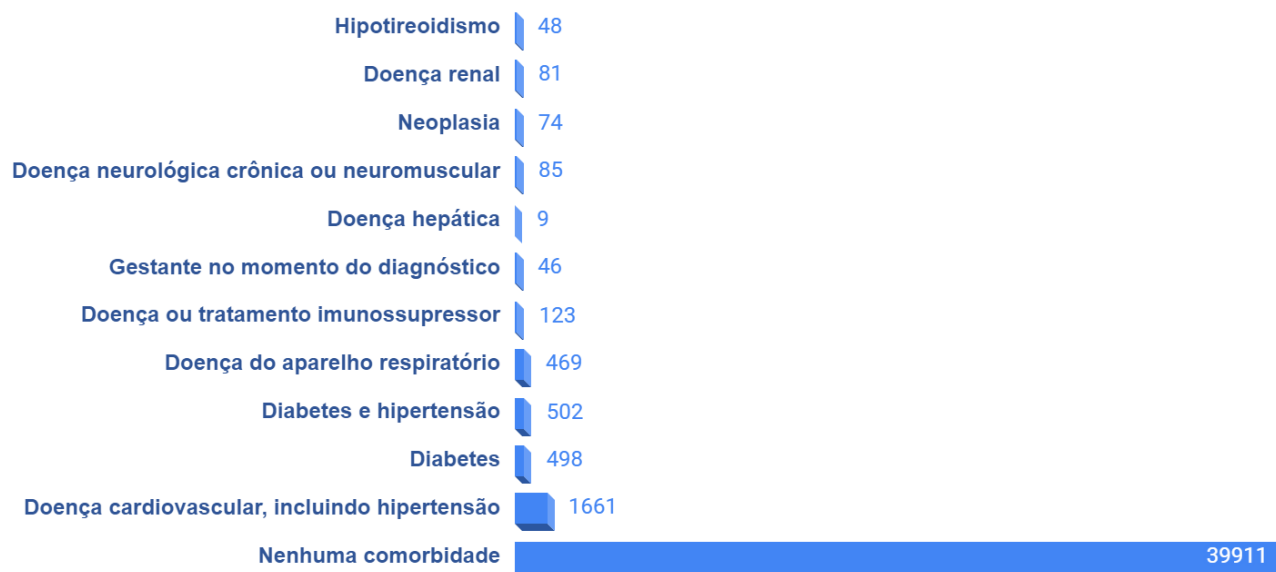 Hipotireoidismo 48
Doença renal 81
Neoplasia 74
Doença neurológica crônica ou neuromuscular 85
Doença hepática 9
Gestante no momento do diagnóstico 46
Doença ou tratamento imunossupressor 123
Doença do aparelho respiratório 469
Diabetes e hipertensão 502
Diabetes 498
Doença cardiovascular, incluindo hipertensão 1661
Nenhuma comorbidade 39911